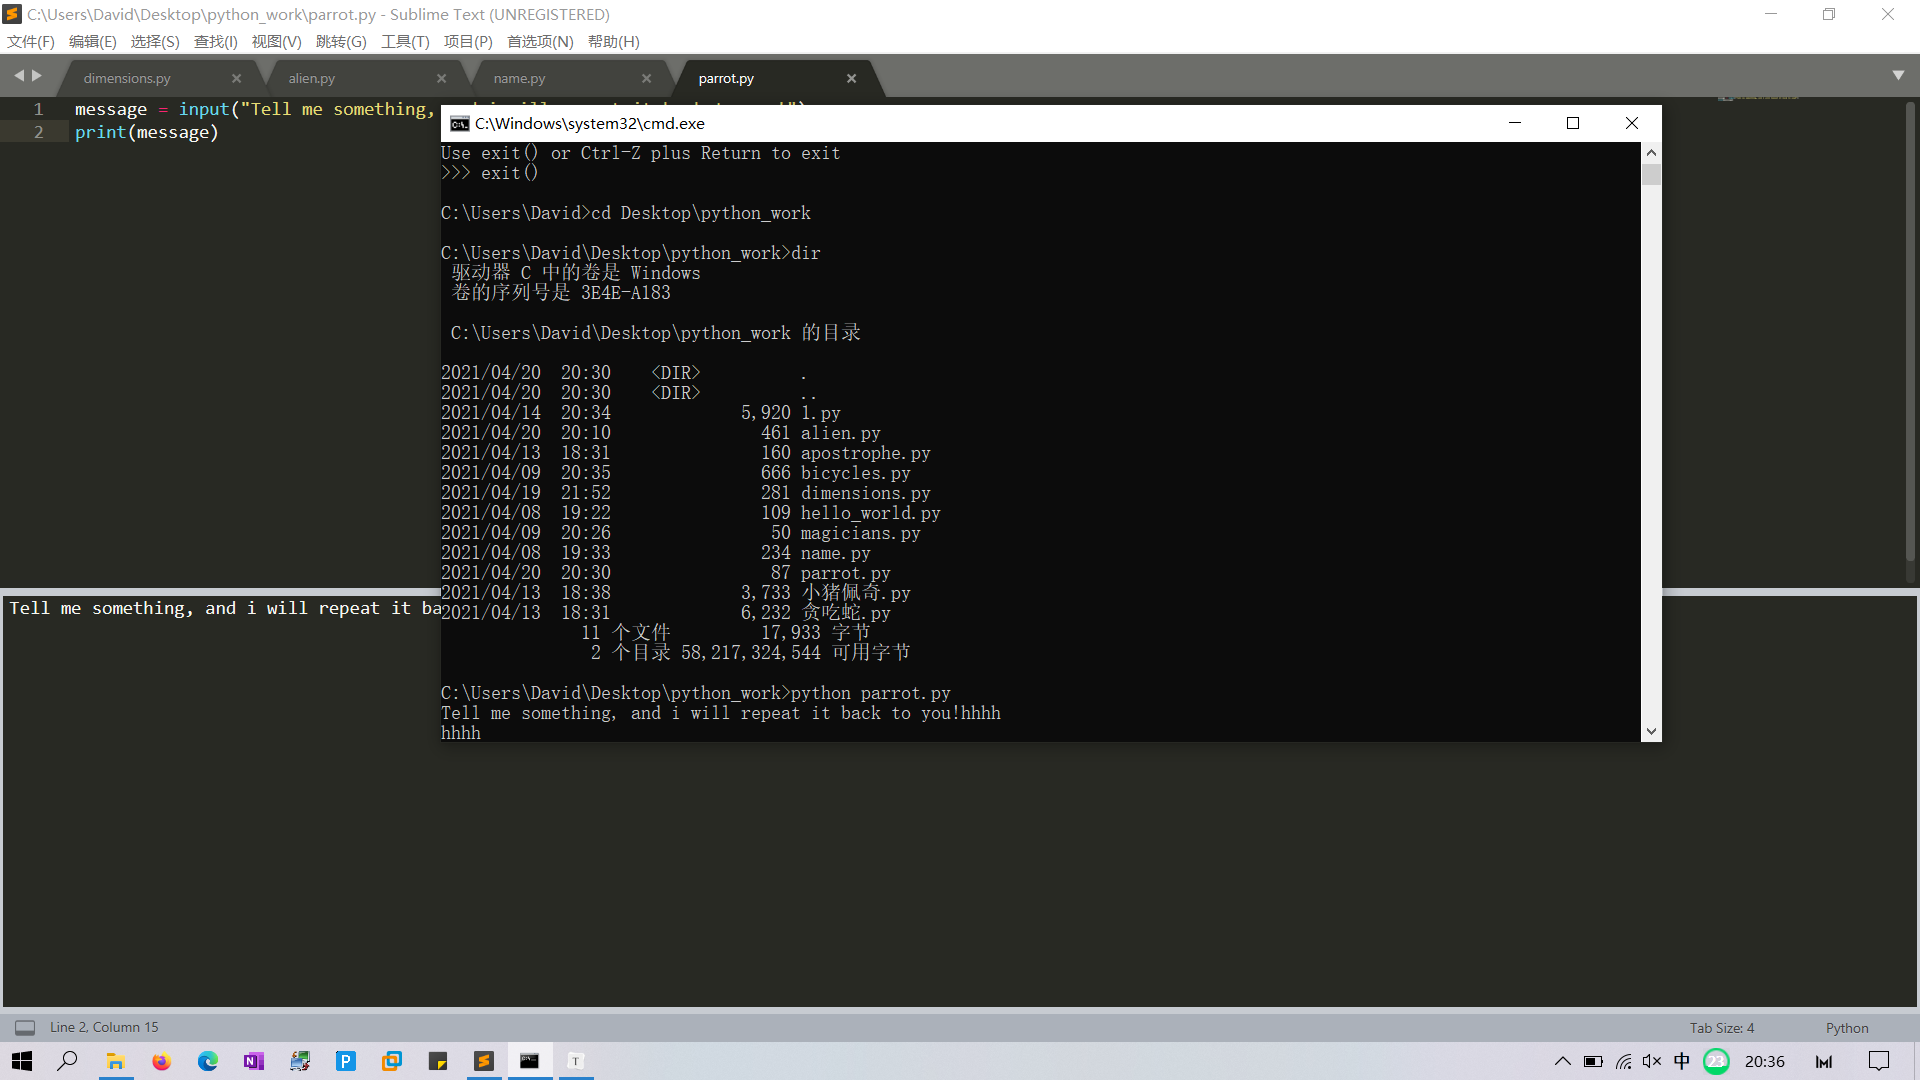 C:\Users\David\Desktop\python_work\parrot.py - Sublime Text (UNREGISTERED)
文件(F) 编辑(E) 选择(S) 查找(I) 视图(V) 跳转(G) 工具(T) 项目(P) 首选项(N) 帮助(H)
dimensions.py alien.py name.py parrot.py
1 message = input("Tell me something,
2 print(message)
C:\Windows\system32\cmd.exe
Use exit() or Ctrl-Z plus Return to exit
>>> exit()
C:\Users\David>cd Desktop\python_work
C:\Users\David\Desktop\python_work>dir
驱动器 C 中的卷是 Windows
卷的序列号是 3E4E-A183
C:\Users\David\Desktop\python_work 的目录
2021/04/20 20:30 <DIR> .
2021/04/20 20:30 <DIR> ..
2021/04/14 20:34 5,920 1.py
2021/04/20 20:10 461 alien.py
2021/04/13 18:31 160 apostrophe.py
2021/04/09 20:35 666 bicycles.py
2021/04/19 21:52 281 dimensions.py
2021/04/08 19:22 109 hello_world.py
2021/04/09 20:26 50 magicians.py
2021/04/08 19:33 234 name.py
2021/04/20 20:30 87 parrot.py
2021/04/13 18:38 3,733 小猪佩奇.py
2021/04/13 18:31 6,232 贪吃蛇.py
11 个文件 17,933 字节
2 个目录 58,217,324,544 可用字节
C:\Users\David\Desktop\python_work>python parrot.py
Tell me something, and i will repeat it back to you!hhhh
hhhh
Tell me something, and i will repeat it ba
Line 2, Column 15 Tab Size: 4 Python
中 23 20:36